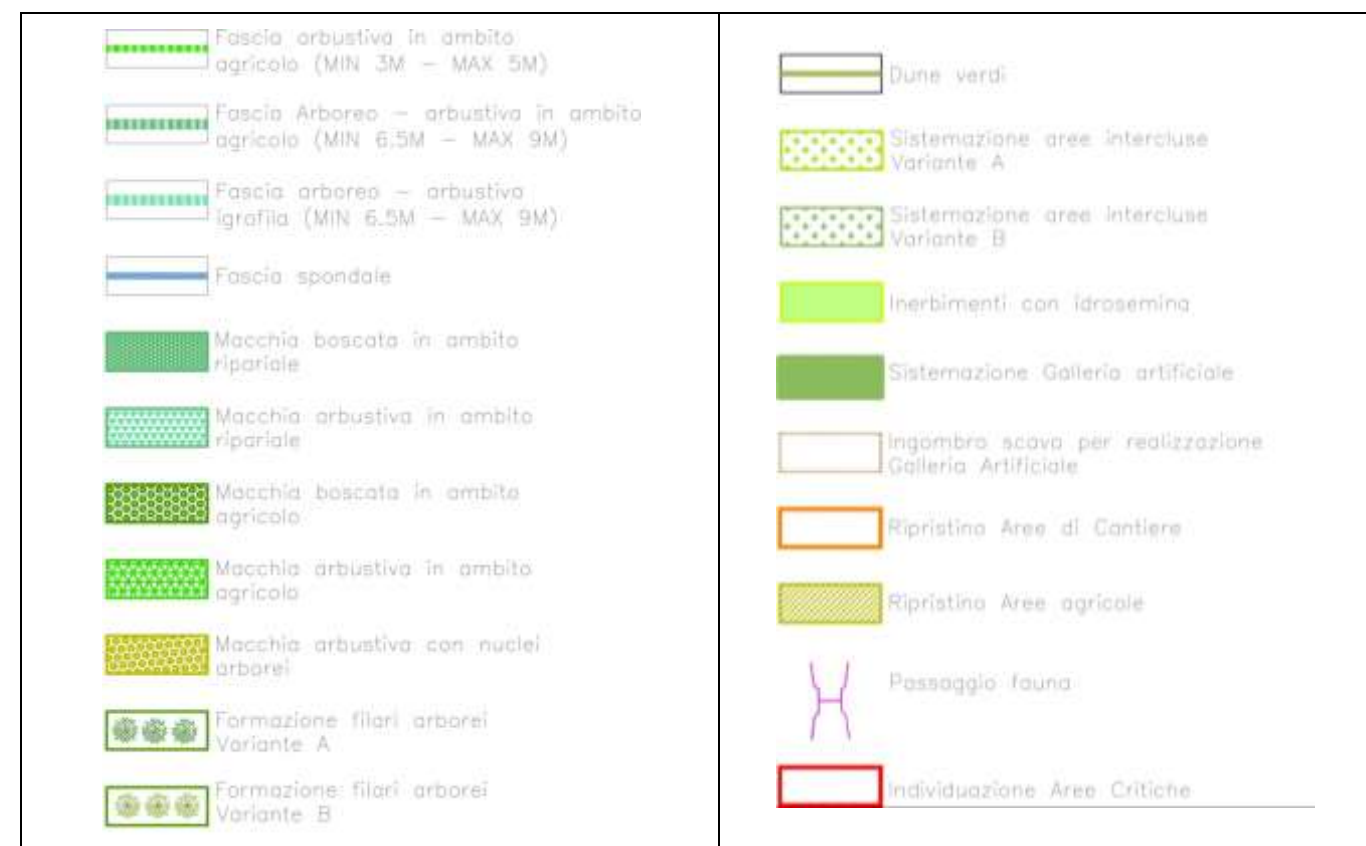 Fascia arbustiva in ambito
agricolo (MIN 3M – MAX 5M)
Fascia Arboreo – arbustiva in ambito
agricolo (MIN 6.5M – MAX 9M)
Fascia arboreo – arbustiva
igrofila (MIN 6.5M – MAX 9M)
Fascia spondale
Macchia boscata in ambito
ripariale
Macchia arbustiva in ambito
ripariale
Macchia boscata in ambito
agricolo
Macchia arbustiva in ambito
agricolo
Macchia arbustiva con nuclei
arborei
Formazione filari arborei
Variante A
Formazione filari arborei
Variante B
Dune verdi
Sistemazione aree intercluse
Variante A
Sistemazione aree intercluse
Variante B
Inerbimenti con idrosemina
Sistemazione Galleria artificiale
Ingombro scavo per realizzazione
Galleria Artificiale
Ripristino Aree di Cantiere
Ripristino Aree agricole
Passaggio fauna
Individuazione Aree Critiche